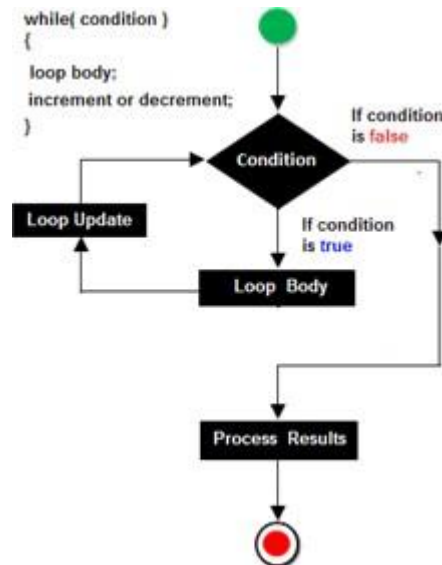 while( condition )
{
loop body;
increment or decrement;
}
If condition
is false
Condition
Loop Update
If condition
is true
Loop Body
Process Results